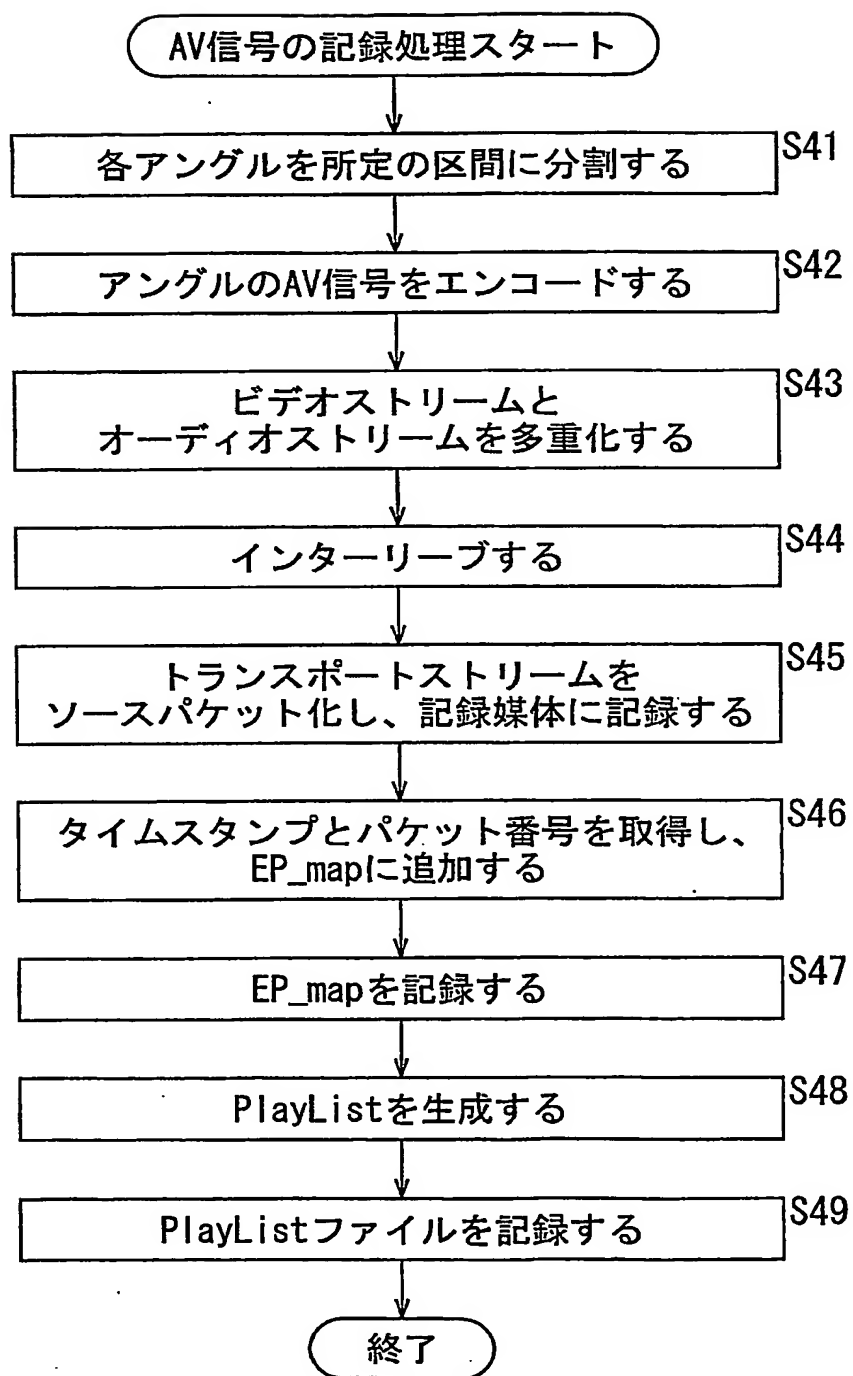 AV信号の記録処理スタート
S41
各アングルを所定の区間に分割する
S42
アングルのAV信号をエンコードする
S43
ビデオストリームと
オーディオストリームを多重化する
S44
インターリーブする
S45
トランスポートストリームを
ソースパケット化し、記録媒体に記録する
S46
タイムスタンプとパケット番号を取得し、
EP_mapに追加する
S47
EP_mapを記録する
S48
PlayListを生成する
S49
PlayListファイルを記録する
終了